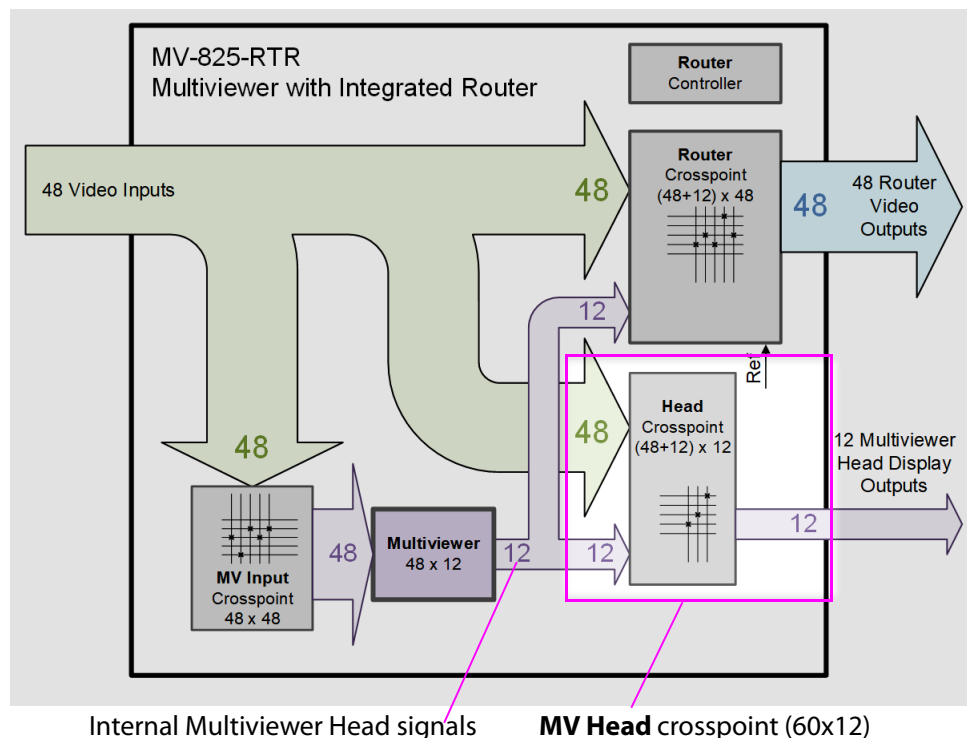 MV-825-RTR
Multiviewer with Integrated Router
Router
Controller
48 Video Inputs
48
Router
Crosspoint
(48+12) x 48
48
48 Router
Video
Outputs
12
Ref
48
Head
Crosspoint
(48+12) x 12
12 Multiviewer
Head Display
Outputs
48
MV Input
Crosspoint
48 x 48
48
Multiviewer
48 x 12
12
12
12
Internal Multiviewer Head signals
MV Head crosspoint (60x12)